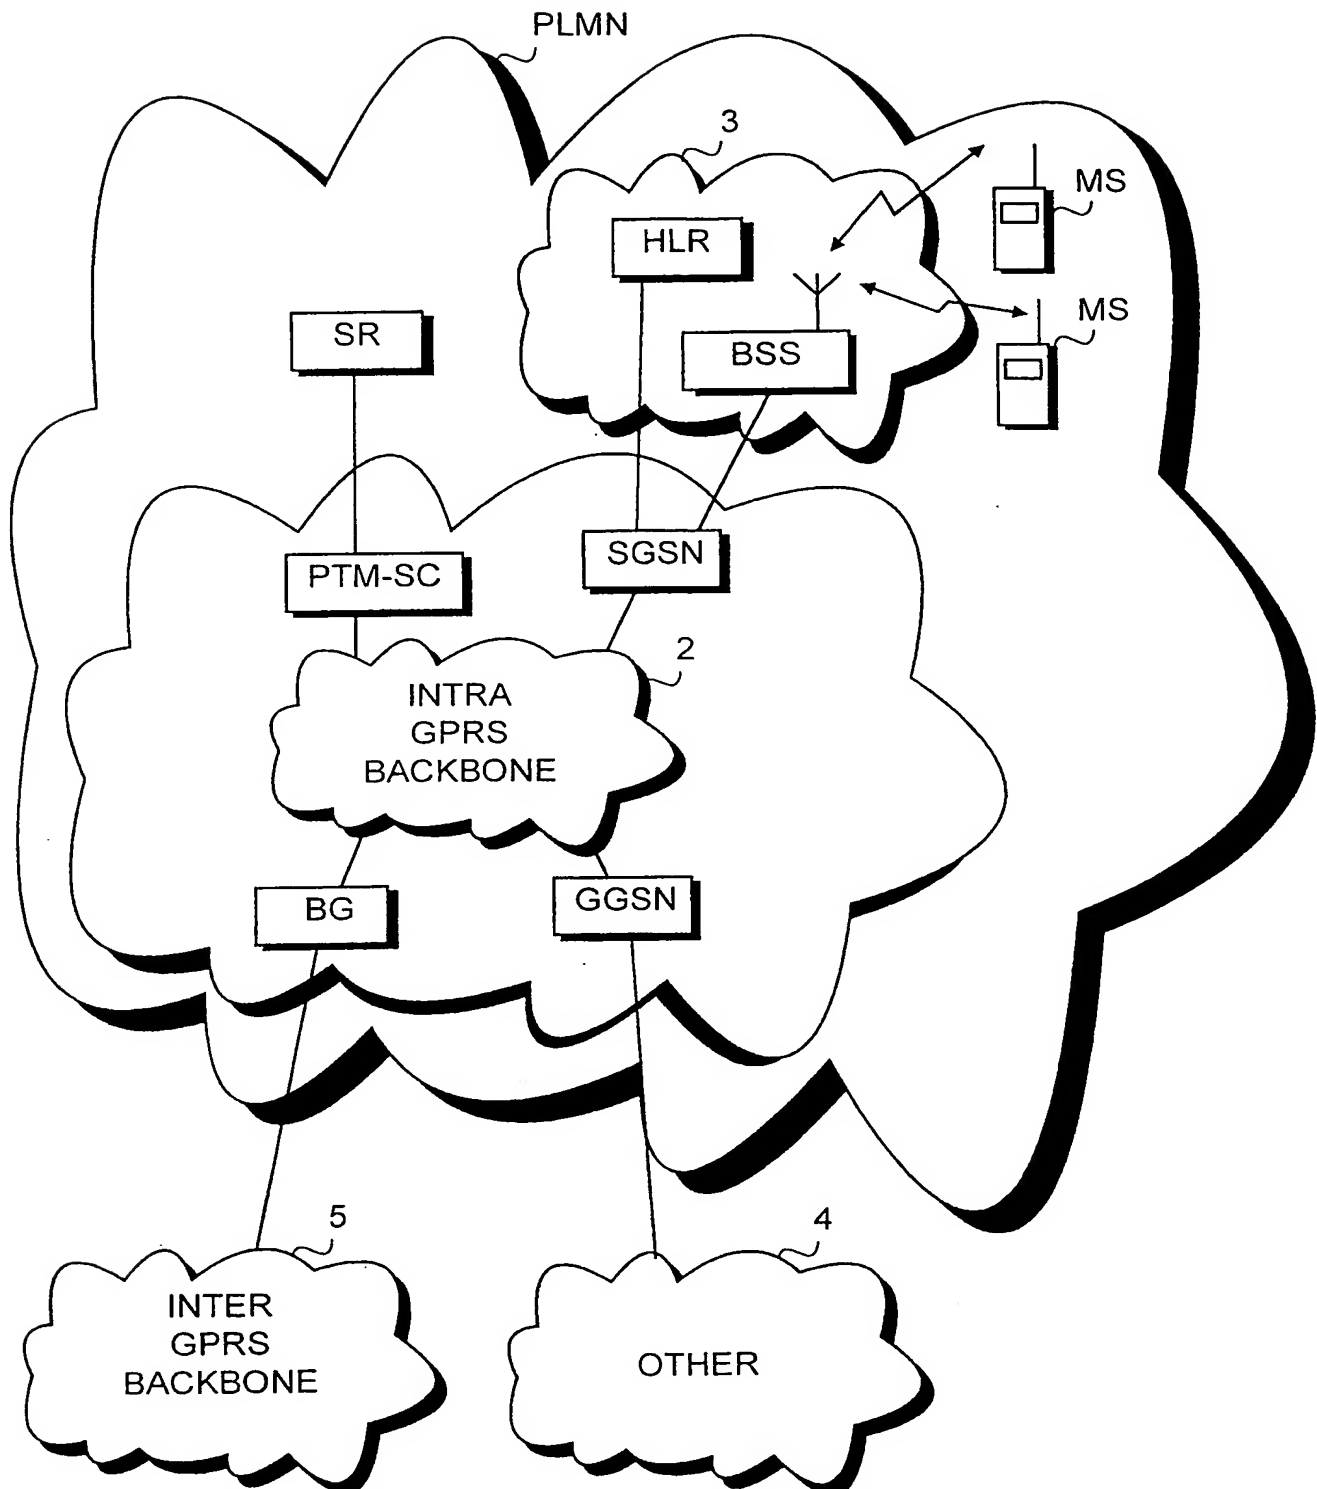 PLMN
3
MS
HLR
MS
SR
BSS
SGSN
PTM-SC
2
INTRA
GPRS
BACKBONE
BG
GGSN
5
4
INTER
GPRS
BACKBONE
OTHER